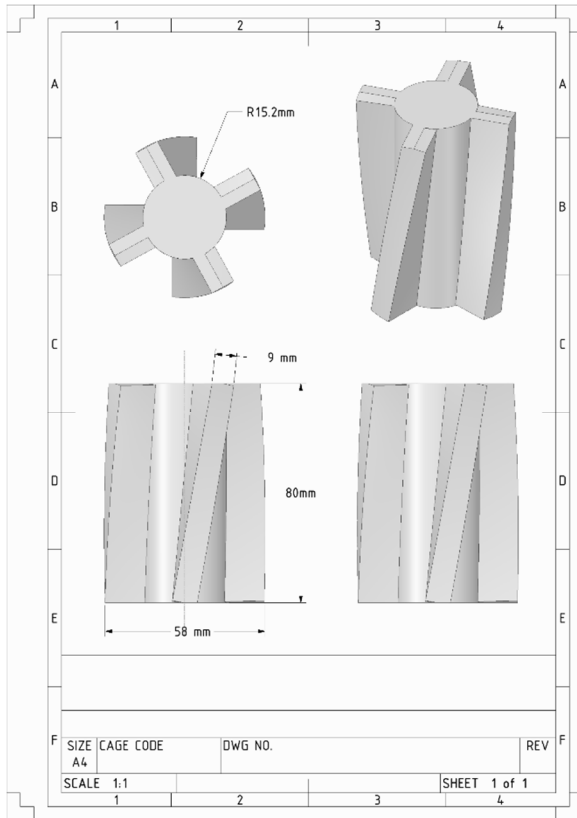 1 2 3 4
A A
R15.2mm
B B
C C
9 mm
D D
80mm
E E
58 mm
F F
SIZE CAGE CODE DWG NO. REV
A4
SCALE 1:1 SHEET 1 of 1
1 2 3 4